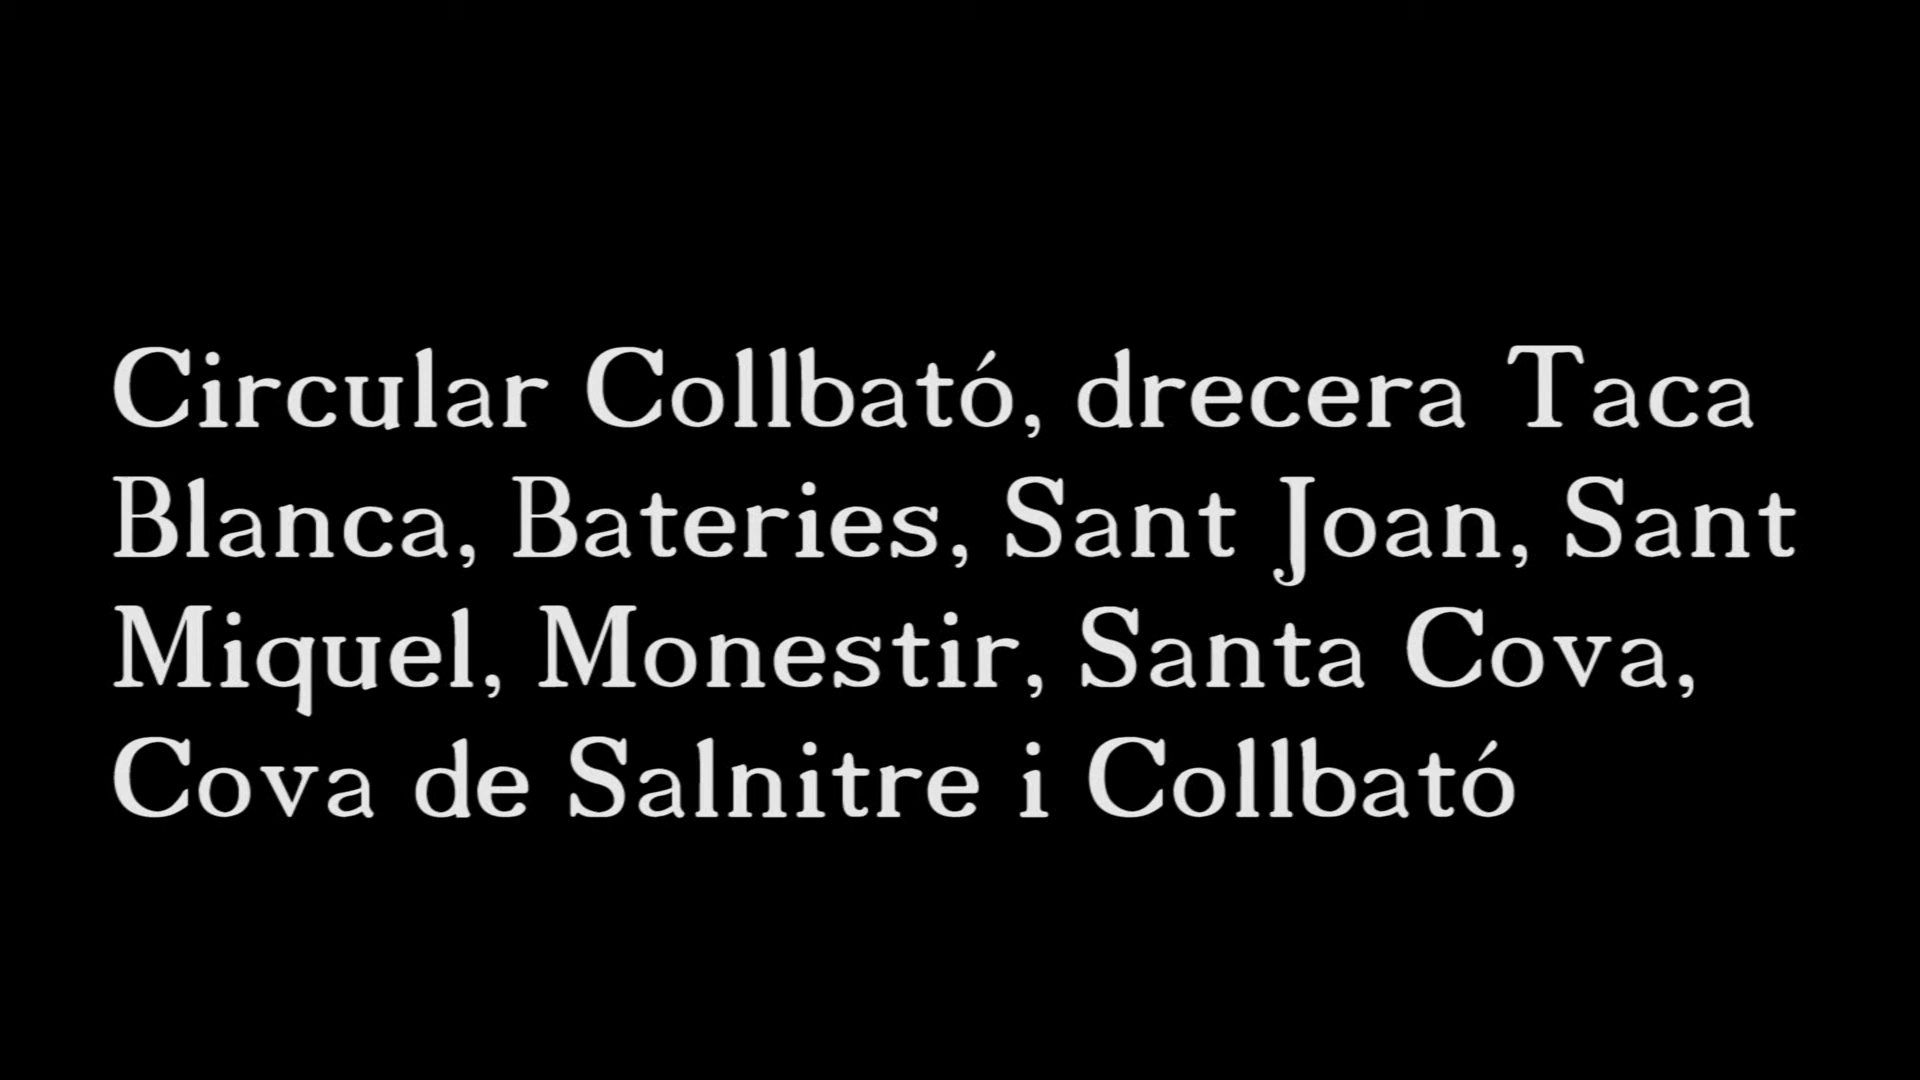 Circular Collbató, drecera Taca
Blanca, Bateries, Sant Joan, Sant
Miquel, Monestir, Santa Cova,
Cova de Salnitre i Collbató